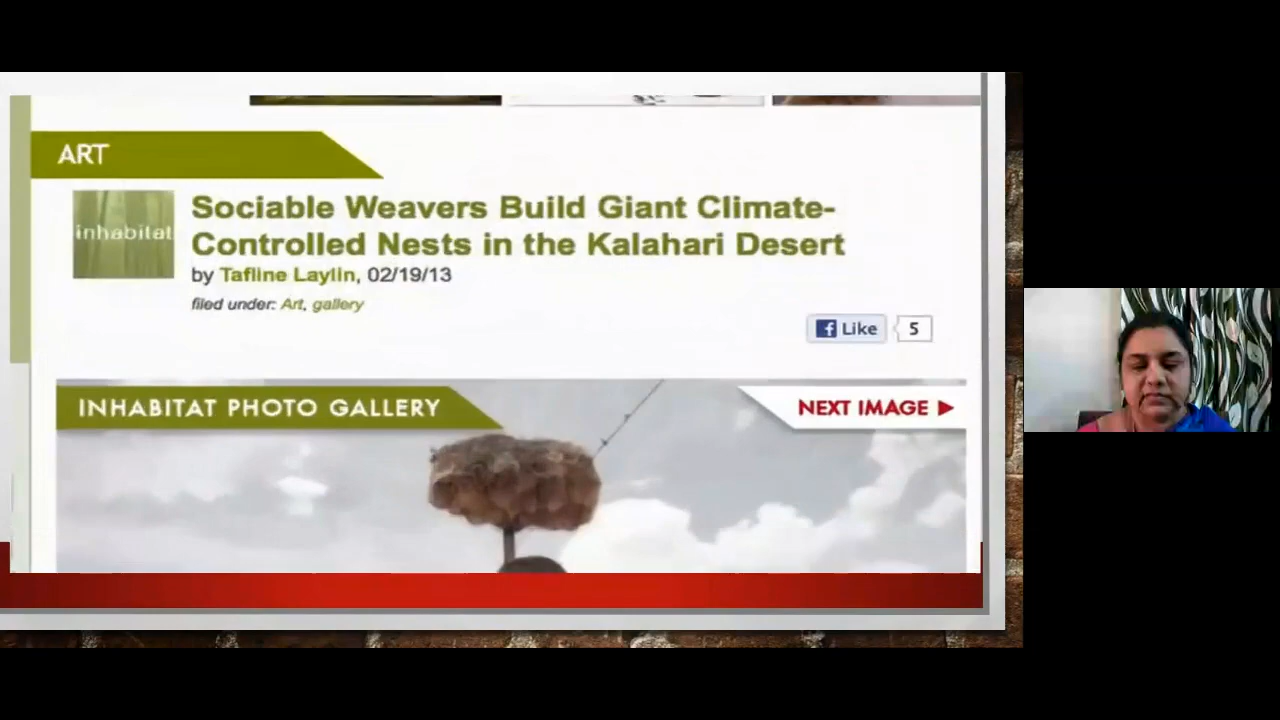 ART
inhabitat
Sociable Weavers Build Giant Climate-
Controlled Nests in the Kalahari Desert
by Tafline Laylin, 02/19/13
filed under: Art, gallery
Like 5
INHABITAT PHOTO GALLERY
NEXT IMAGE